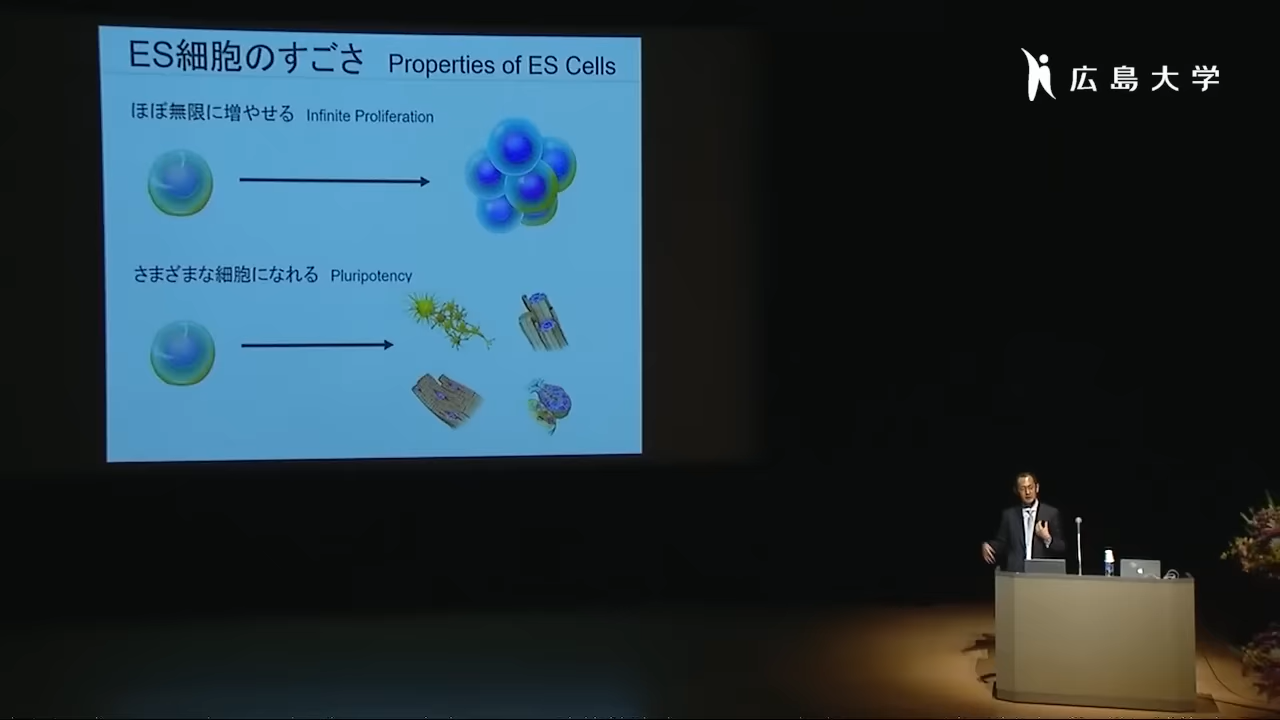 ES細胞のすごさ Properties of ES Cells
広島大学
ほぼ無限に増やせる Infinite Proliferation
さまざまな細胞になれる Pluripotency